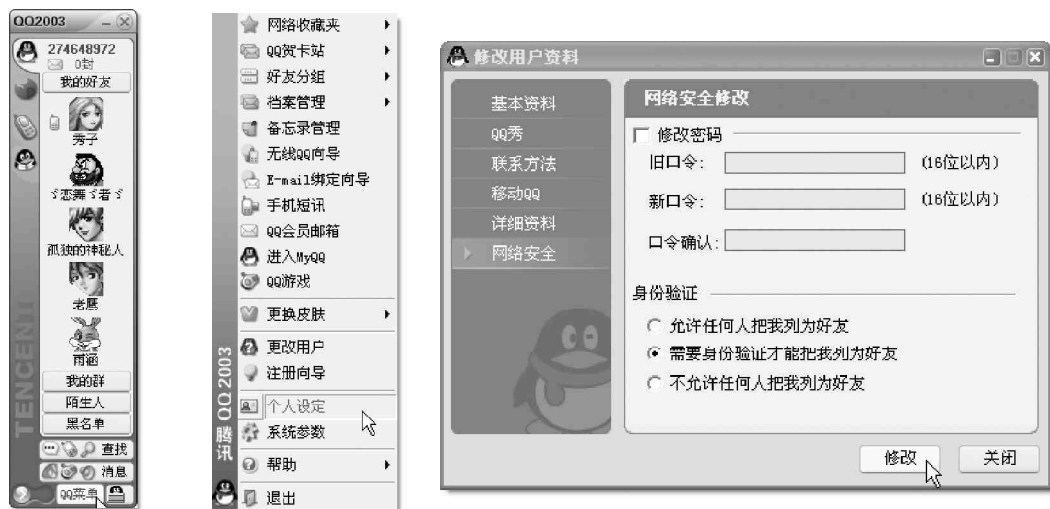 QQ2003
274648972
0封
我的好友
秀子
ゞ恋舞ゞ者ゞ
孤独的神秘人
老鹰
雨涵
我的群
陌生人
黑名单
查找
消息
QQ菜单
TENCENT
网络收藏夹
QQ贺卡站
好友分组
档案管理
备忘录管理
无线QQ向导
E-mail绑定向导
手机短讯
QQ会员邮箱
进入MyQQ
QQ游戏
更换皮肤
更改用户
注册向导
个人设定
系统参数
帮助
退出
腾讯 QQ2003
修改用户资料
基本资料
QQ秀
联系方法
移动QQ
详细资料
网络安全
网络安全修改
修改密码
旧口令: (16位以内)
新口令: (16位以内)
口令确认:
身份验证
允许任何人把我列为好友
需要身份验证才能把我列为好友
不允许任何人把我列为好友
修改 关闭